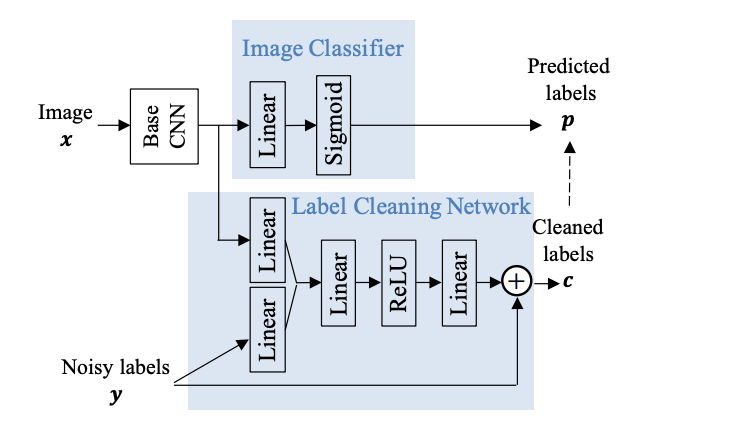 Image Classifier
Predicted
labels
p
Image
x
Base
CNN
Linear
Sigmoid
Label Cleaning Network
Cleaned
labels
c
Linear
Linear
Linear
ReLU
Linear
+
Noisy labels
y